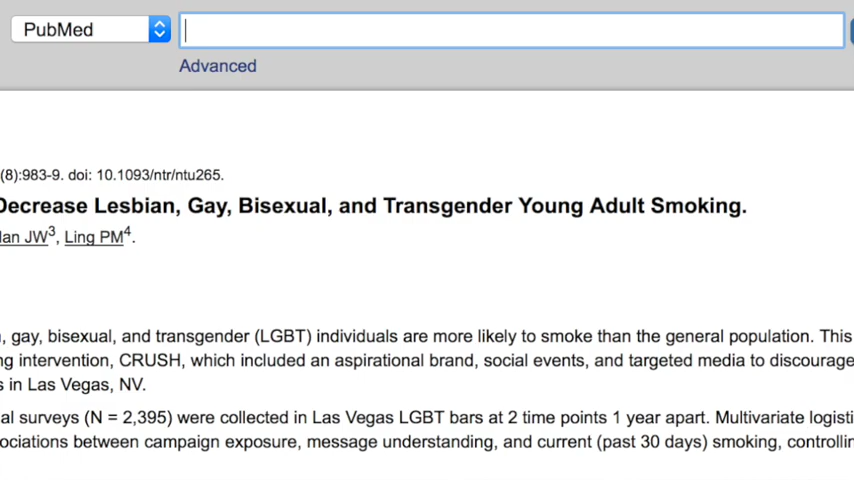 PubMed
Advanced
(8):983-9. doi: 10.1093/ntr/ntu265.
Decrease Lesbian, Gay, Bisexual, and Transgender Young Adult Smoking.
JW3, Ling PM4.
, gay, bisexual, and transgender (LGBT) individuals are more likely to smoke than the general population. This
ng intervention, CRUSH, which included an aspirational brand, social events, and targeted media to discourage
s in Las Vegas, NV.
al surveys (N = 2,395) were collected in Las Vegas LGBT bars at 2 time points 1 year apart. Multivariate logisti
ociations between campaign exposure, message understanding, and current (past 30 days) smoking, controllin